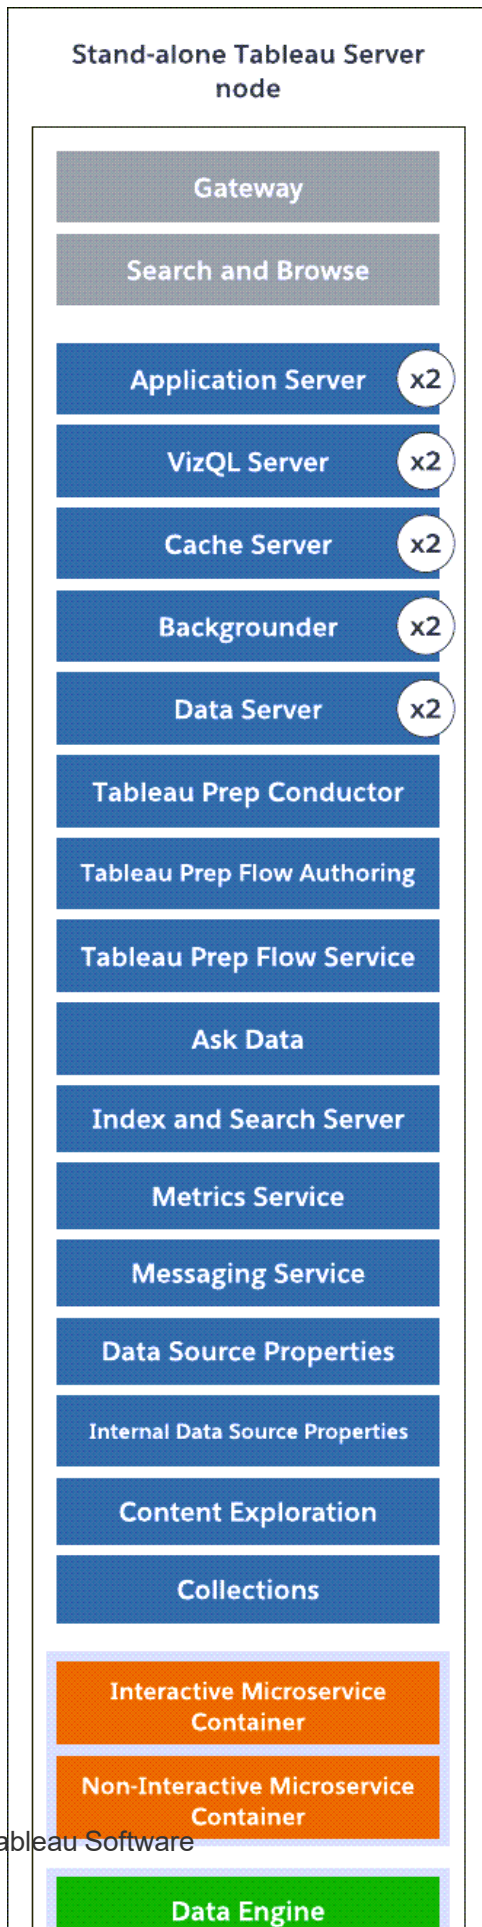 Stand-alone Tableau Server
node
Gateway
Search and Browse
Application Server x2
VizQL Server x2
Cache Server x2
Backgrounder x2
Data Server x2
Tableau Prep Conductor
Tableau Prep Flow Authoring
Tableau Prep Flow Service
Ask Data
Index and Search Server
Metrics Service
Messaging Service
Data Source Properties
Internal Data Source Properties
Content Exploration
Collections
Interactive Microservice
Container
Non-Interactive Microservice
Container
ableau Software
Data Engine